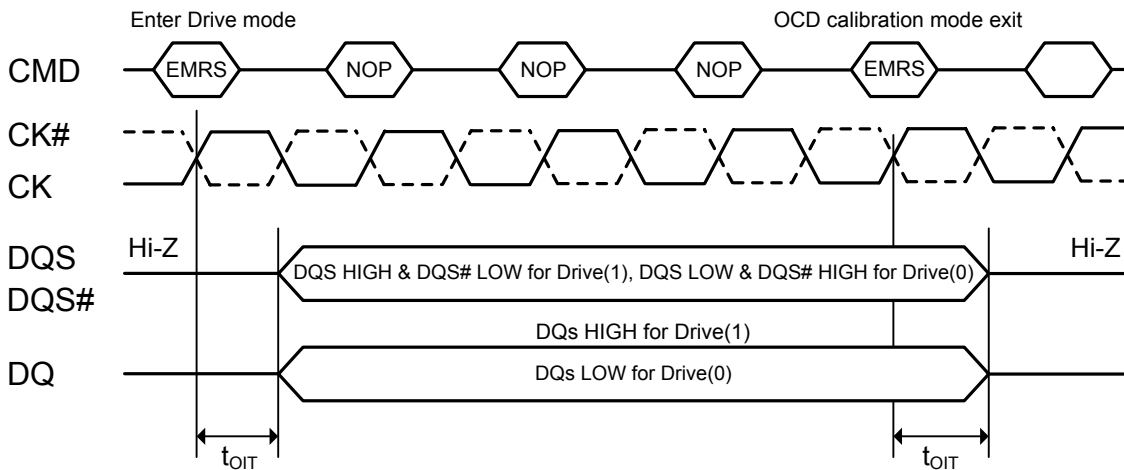 Enter Drive mode
OCD calibration mode exit
CMD
EMRS
NOP
NOP
NOP
EMRS
CK#
CK
Hi-Z
Hi-Z
DQS
DQS#
DQS HIGH & DQS# LOW for Drive(1), DQS LOW & DQS# HIGH for Drive(0)
DQs HIGH for Drive(1)
DQ
DQs LOW for Drive(0)
tOIT
tOIT